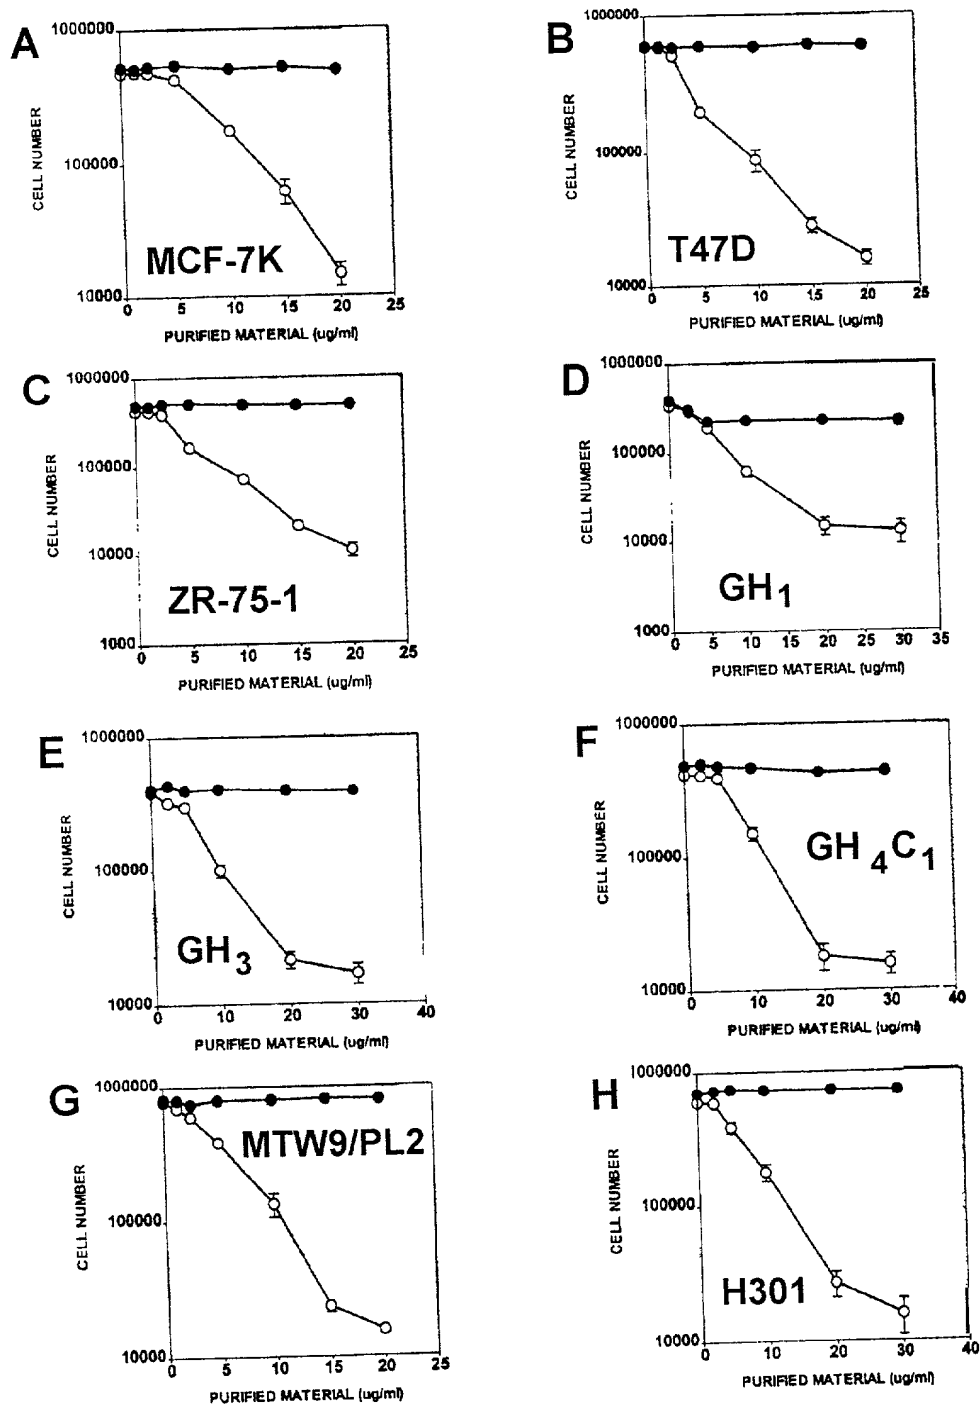 A
1000000
100000
10000
CELL NUMBER
MCF-7K
0 5 10 15 20 25
PURIFIED MATERIAL (ug/ml)
B
1000000
100000
10000
CELL NUMBER
T47D
0 5 10 15 20 25
PURIFIED MATERIAL (ug/ml)
C
1000000
100000
10000
1000
CELL NUMBER
ZR-75-1
0 5 10 15 20 25
PURIFIED MATERIAL (ug/ml)
D
1000000
100000
10000
1000
CELL NUMBER
GH1
0 5 10 15 20 25 30 35
PURIFIED MATERIAL (ug/ml)
E
1000000
100000
10000
CELL NUMBER
GH3
0 10 20 30 40
PURIFIED MATERIAL (ug/ml)
F
1000000
100000
10000
CELL NUMBER
GH4C1
0 10 20 30 40
PURIFIED MATERIAL (ug/ml)
G
1000000
100000
10000
CELL NUMBER
MTW9/PL2
0 5 10 15 20 25
PURIFIED MATERIAL (ug/ml)
H
1000000
100000
10000
CELL NUMBER
H301
0 10 20 30 40
PURIFIED MATERIAL (ug/ml)